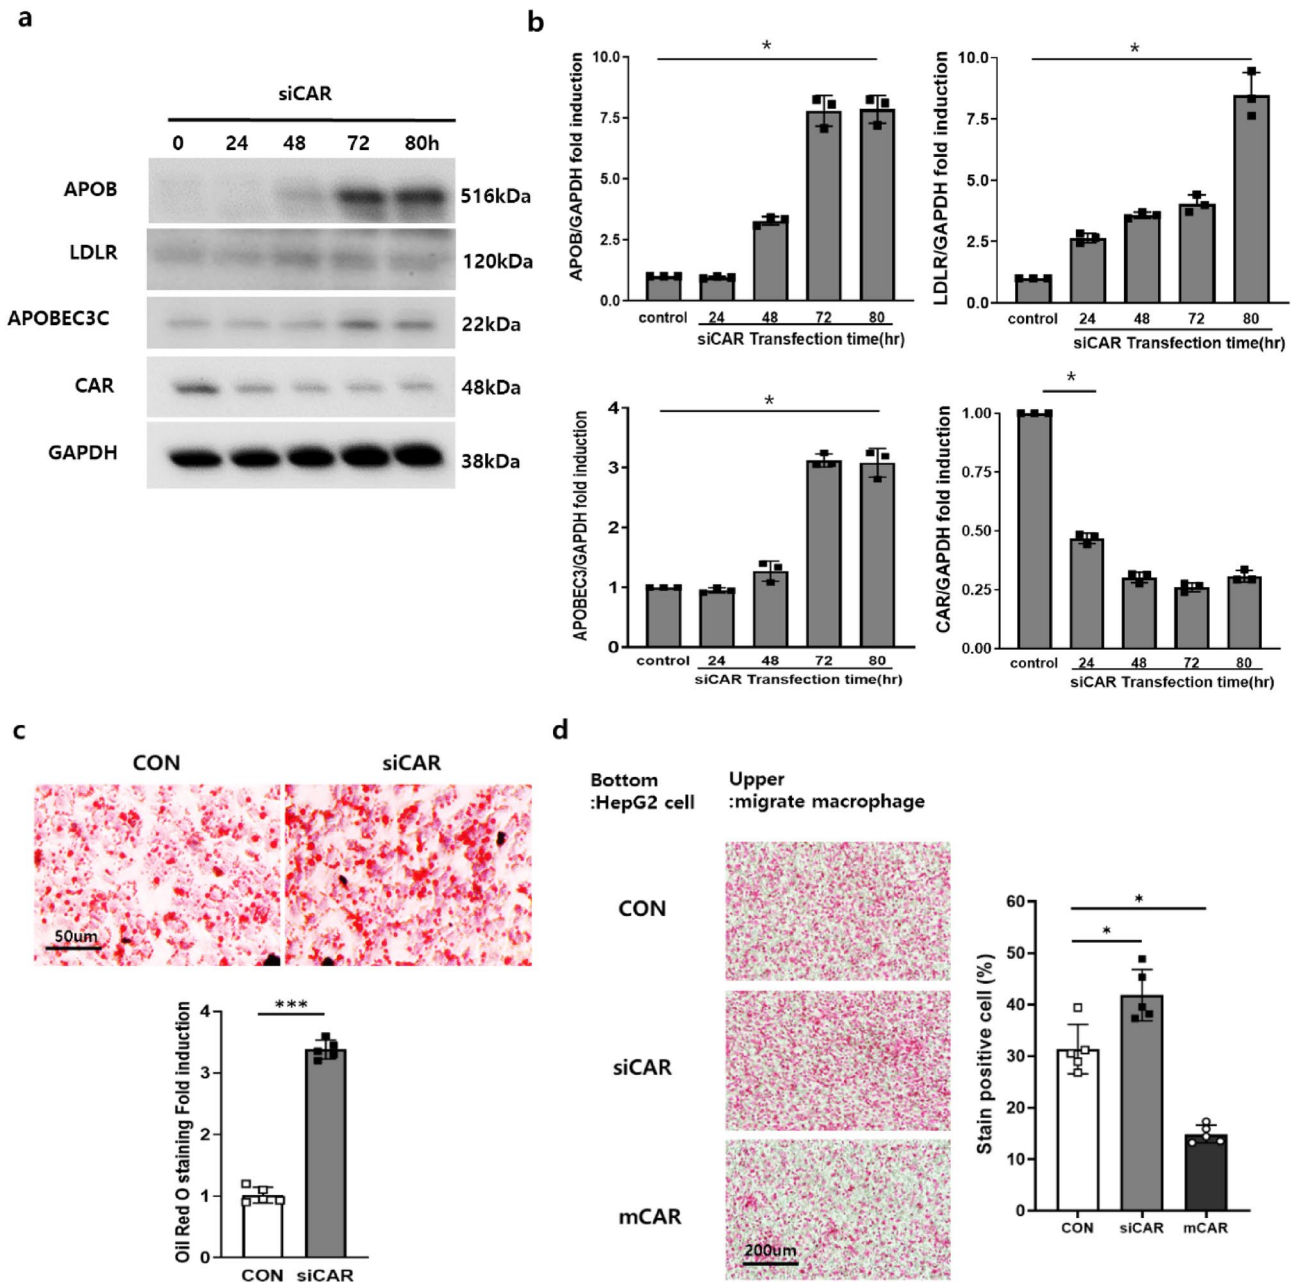 a
siCAR
0 24 48 72 80h
APOB 516kDa
LDLR 120kDa
APOBEC3C 22kDa
CAR 48kDa
GAPDH 38kDa
b
*
APOB/GAPDH fold induction
10.0
7.5
5.0
2.5
0.0
control 24 48 72 80
siCAR Transfection time(hr)
*
LDLR/GAPDH fold induction
10.0
7.5
5.0
2.5
0.0
control 24 48 72 80
siCAR Transfection time(hr)
*
APOBEC3/GAPDH fold induction
4
3
2
1
0
control 24 48 72 80
siCAR Transfection time(hr)
*
CAR/GAPDH fold induction
1.00
0.75
0.50
0.25
0.00
control 24 48 72 80
siCAR Transfection time(hr)
c
CON siCAR
50um
***
Oil Red O staining Fold induction
4
3
2
1
0
CON siCAR
d
Bottom
:HepG2 cell
Upper
:migrate macrophage
CON
siCAR
mCAR
200um
*
*
Stain positive cell (%)
60
50
40
30
20
10
0
CON siCAR mCAR